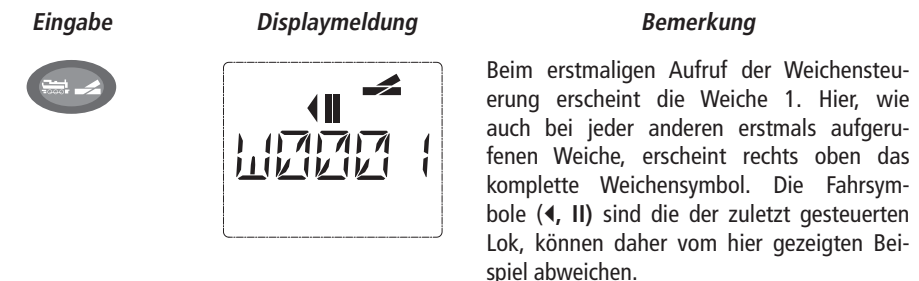 Eingabe
Displaymeldung
Bemerkung
W0001
Beim erstmaligen Aufruf der Weichensteu-
erung erscheint die Weiche 1. Hier, wie
auch bei jeder anderen erstmals aufgeru-
fenen Weiche, erscheint rechts oben das
komplette Weichensymbol. Die Fahrsym-
bole (◀, II) sind die der zuletzt gesteuerten
Lok, können daher vom hier gezeigten Bei-
spiel abweichen.